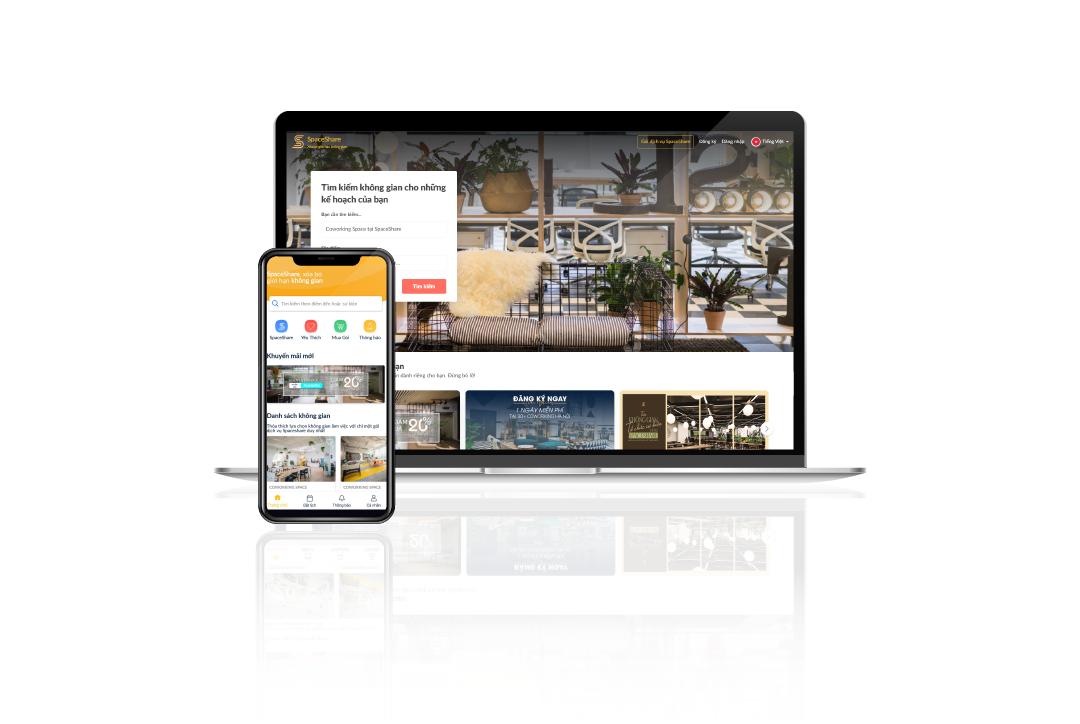 SpaceShare
Gói dịch vụ SpaceShare
Đăng ký
Đăng nhập
Tiếng Việt
Tìm kiếm không gian cho những
kế hoạch của bạn
Bạn cần tìm kiếm...
Coworking Space tại SpaceShare
Tìm kiếm
dành riêng cho bạn. Đừng bỏ lỡ!
20%
ĐĂNG KÝ NGAY
1 NGÀY MIỄN PHÍ
TẠI 30+ COWORKING HÀ NỘI
SpaceShare, xóa bỏ
giới hạn không gian
Tìm kiếm theo điểm đến hoặc sự kiện
SpaceShare
Yêu Thích
Mua Gói
Thông báo
Khuyến mãi mới
20%
Danh sách không gian
Thỏa thích lựa chọn không gian làm việc với chỉ một gói
dịch vụ Spaceshare duy nhất
COWORKING SPACE
COWORKING SPACE
Trang chủ
Đặt lịch
Thông báo
Cá nhân